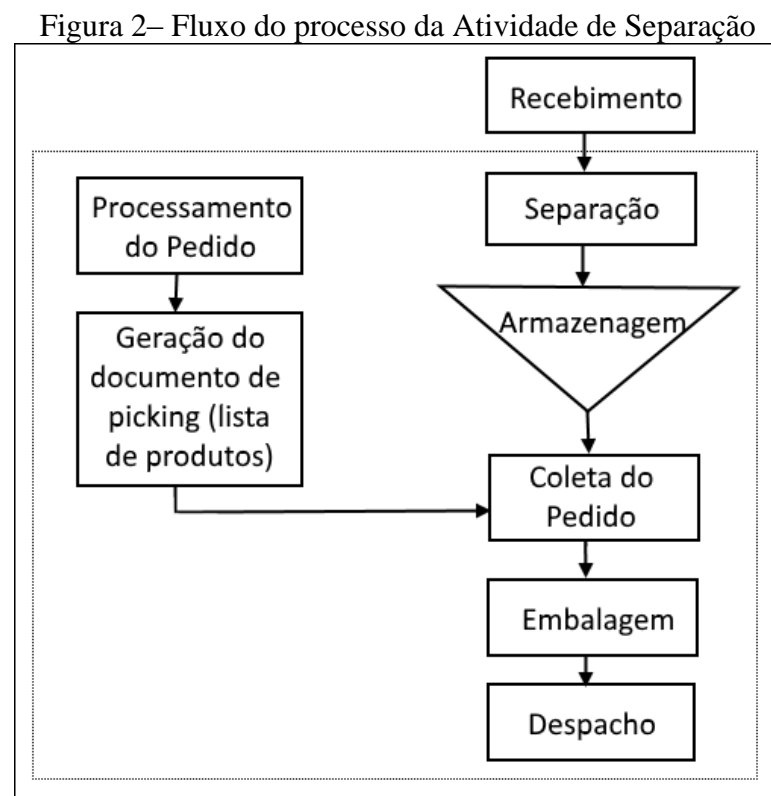 Figura 2– Fluxo do processo da Atividade de Separação
Recebimento
Processamento
do Pedido
Separação
Geração do
documento de
picking (lista
de produtos)
Armazenagem
Coleta do
Pedido
Embalagem
Despacho